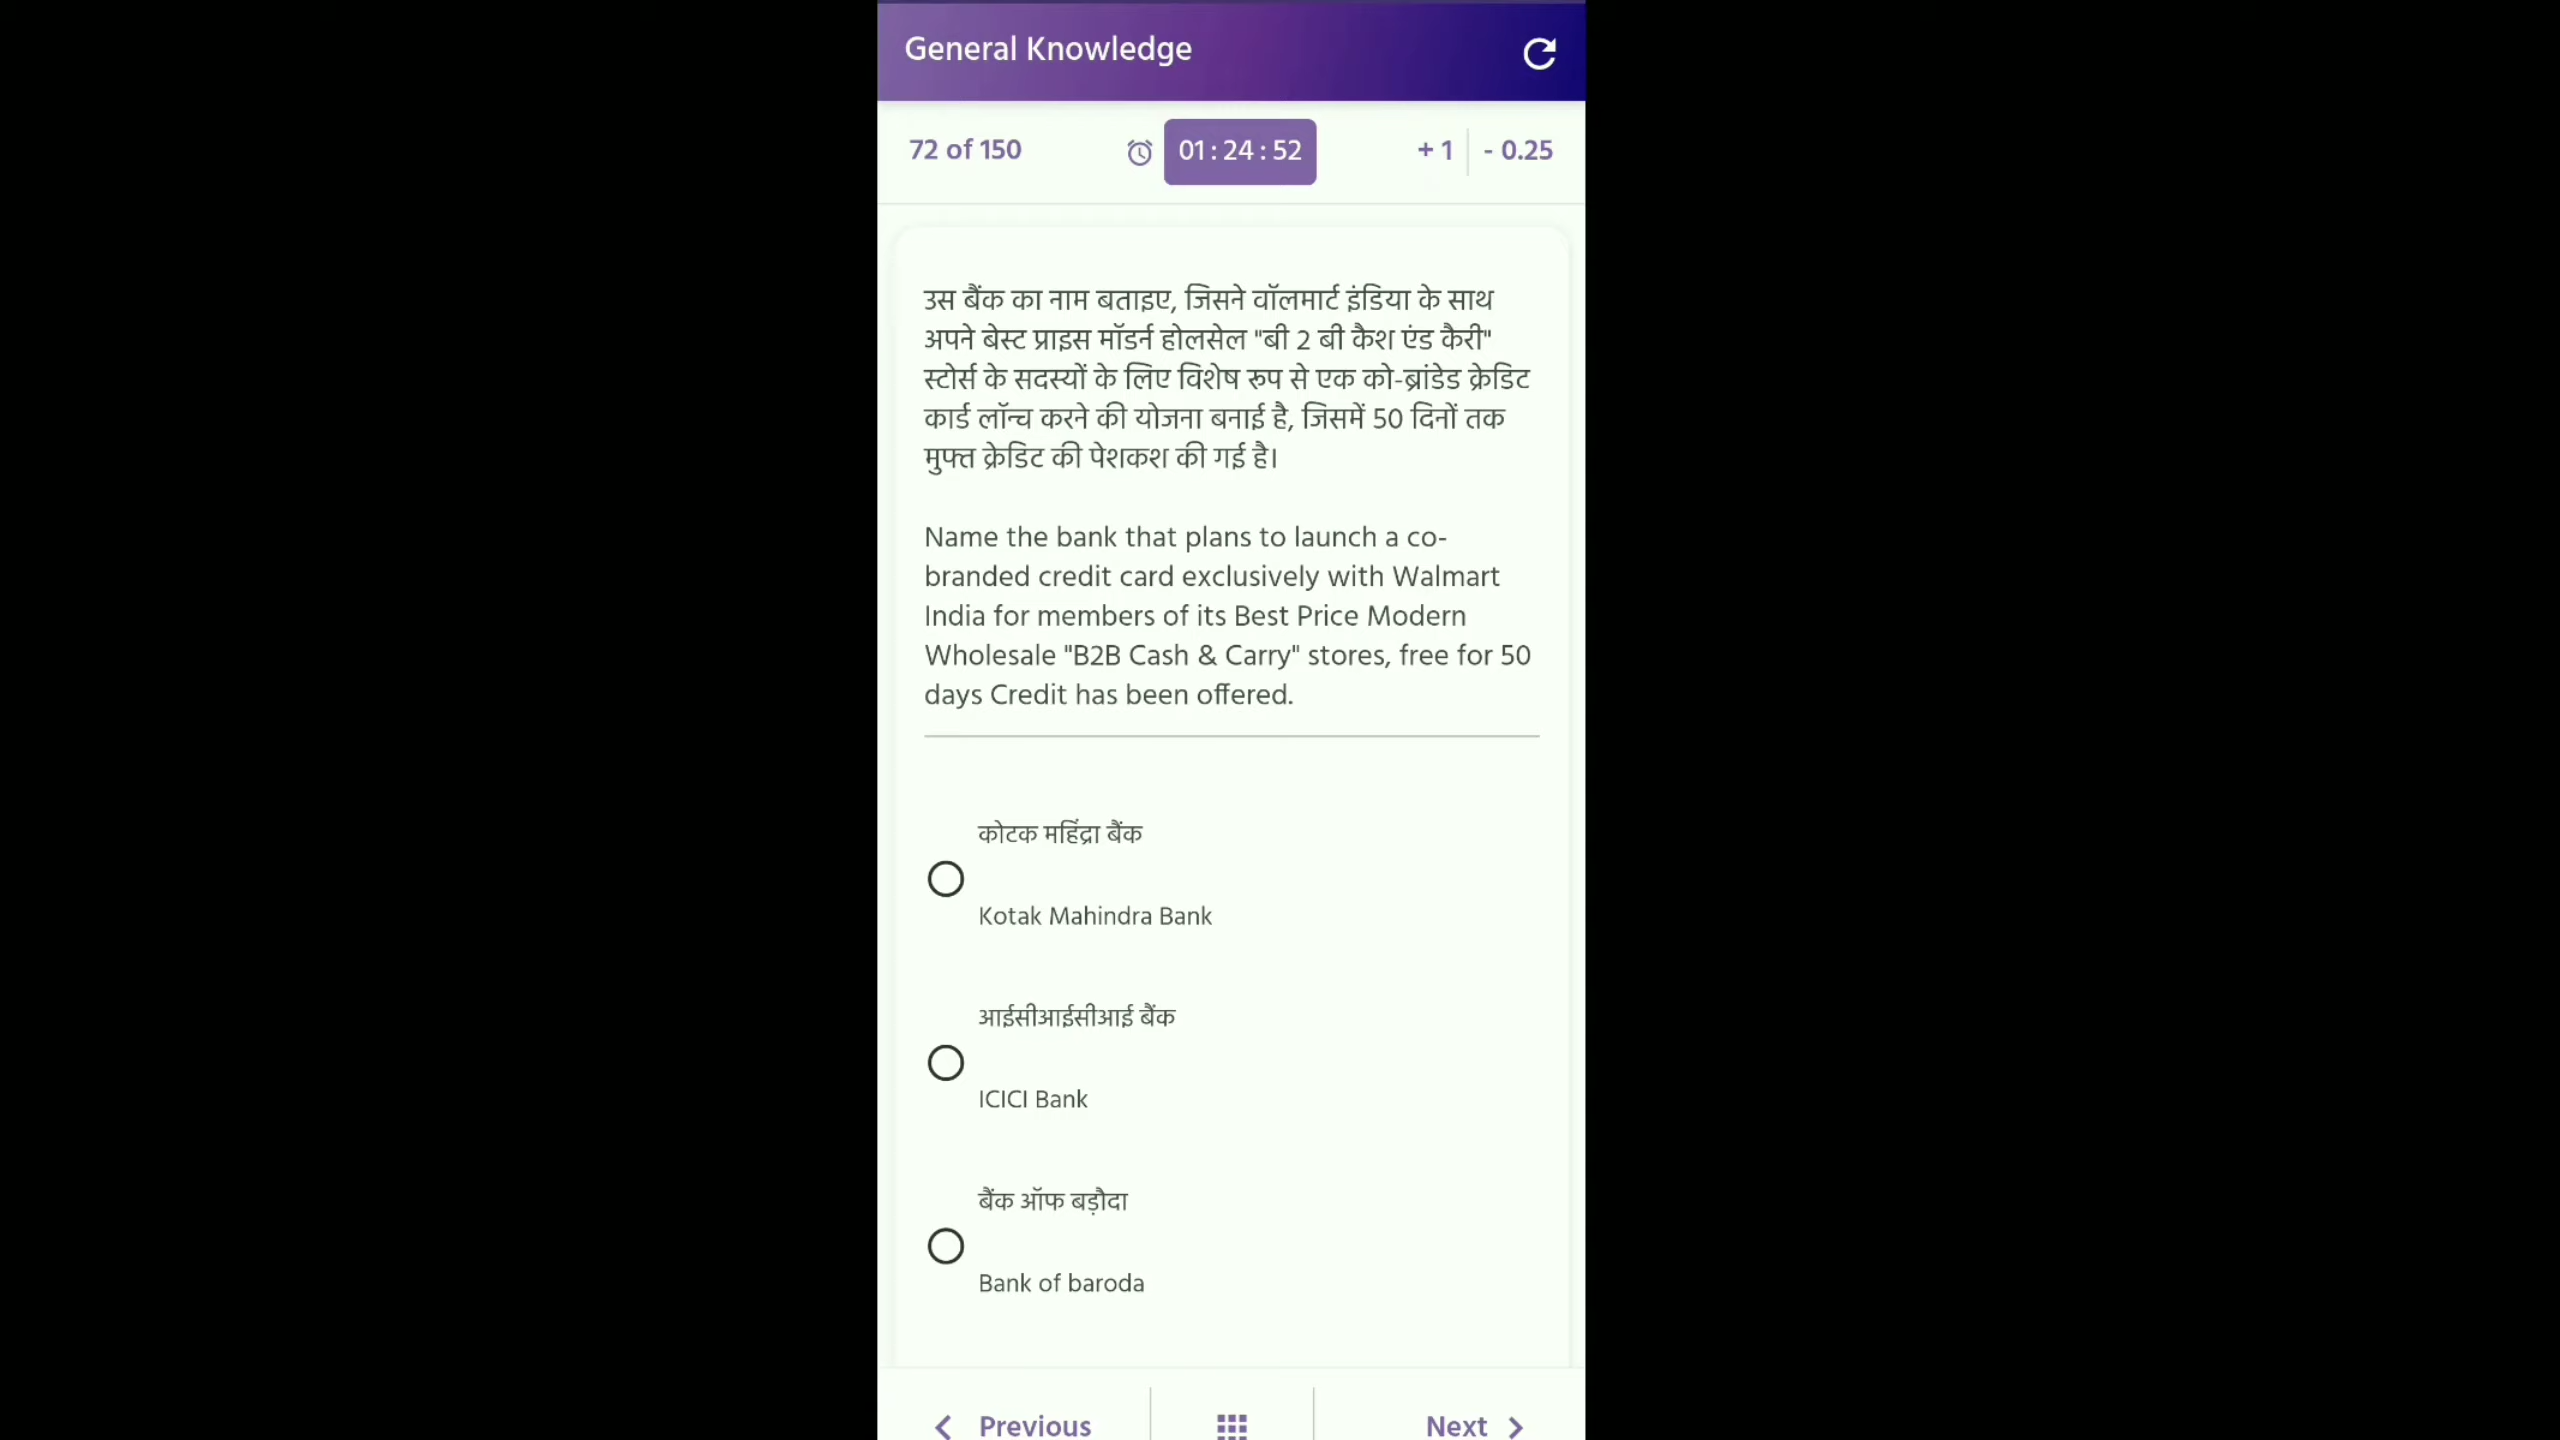 General Knowledge
72 of 150
01 : 24 : 52
+ 1
- 0.25
उस बैंक का नाम बताइए, जिसने वॉलमार्ट इंडिया के साथ
अपने बेस्ट प्राइस मॉडर्न होलसेल "बी 2 बी कैश एंड कैरी"
स्टोर्स के सदस्यों के लिए विशेष रूप से एक को-ब्रांडेड क्रेडिट
कार्ड लॉन्च करने की योजना बनाई है, जिसमें 50 दिनों तक
मुफ्त क्रेडिट की पेशकश की गई है।
Name the bank that plans to launch a co-
branded credit card exclusively with Walmart
India for members of its Best Price Modern
Wholesale "B2B Cash & Carry" stores, free for 50
days Credit has been offered.
कोटक महिंद्रा बैंक
Kotak Mahindra Bank
आईसीआईसीआई बैंक
ICICI Bank
बैंक ऑफ बड़ौदा
Bank of baroda
Previous
Next